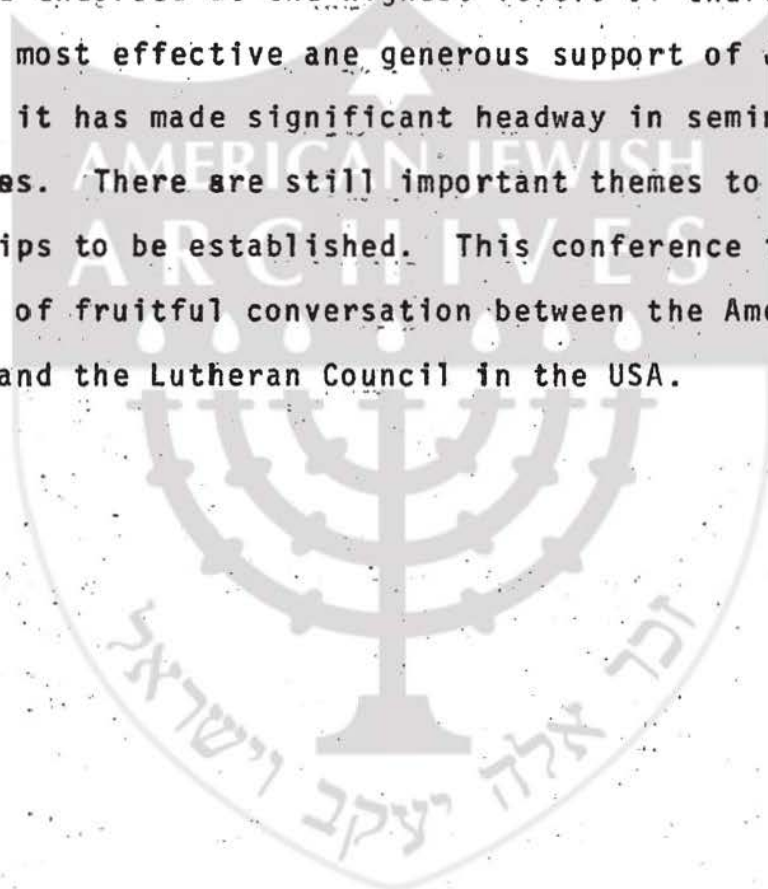 most effective ane generous support of
it has made significant headway in semin
es. There are still important themes to
ips to be established. This conference
of fruitful conversation between the Ame
and the Lutheran Council in the USA.
AMERICAN JEWISH
ARCHIVES
זכר אלה יעקב וישראל